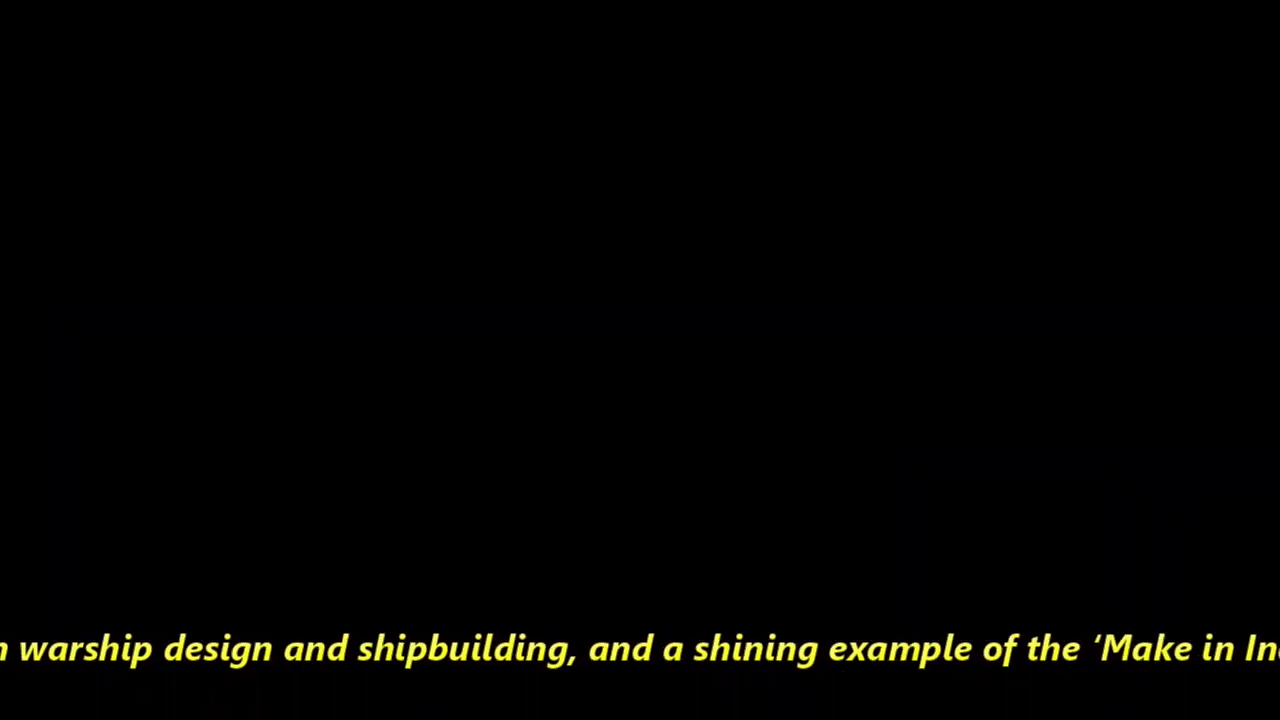 warship design and shipbuilding, and a shining example of the ‘Make in